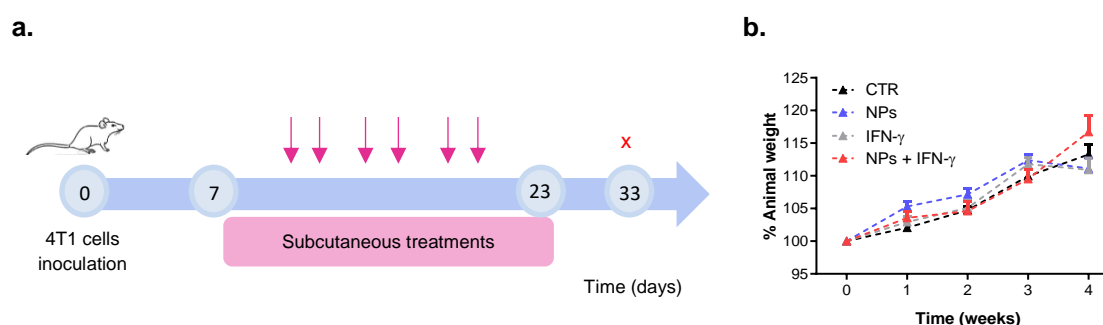 a.
x
0
7
23
33
4T1 cells
inoculation
Subcutaneous treatments
Time (days)
b.
% Animal weight
125
120
115
110
105
100
95
CTR
NPs
IFN-γ
NPs + IFN-γ
0
1
2
3
4
Time (weeks)